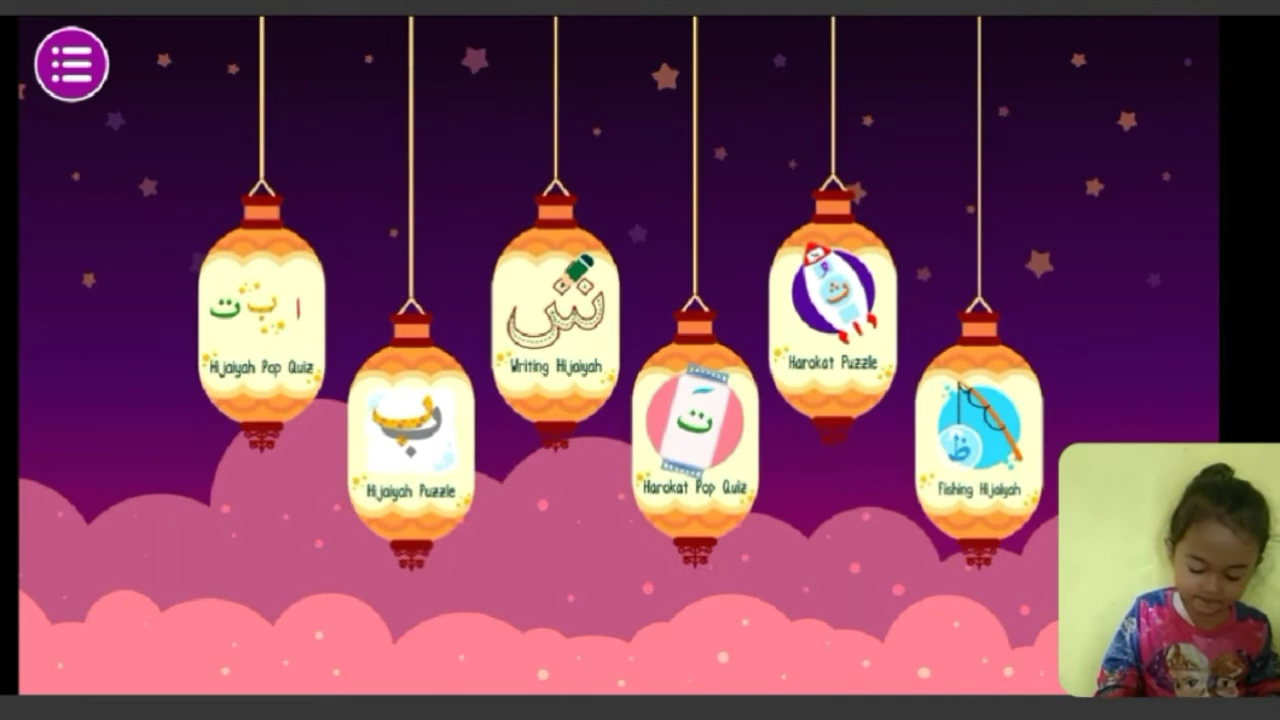 ا ب ت
Hijaiyah Pop Quiz
ب
Hijaiyah Puzzle
ش
Writing Hijaiyah
تَ
Harokat Pop Quiz
ث
Harokat Puzzle
ظ
Fishing Hijaiyah